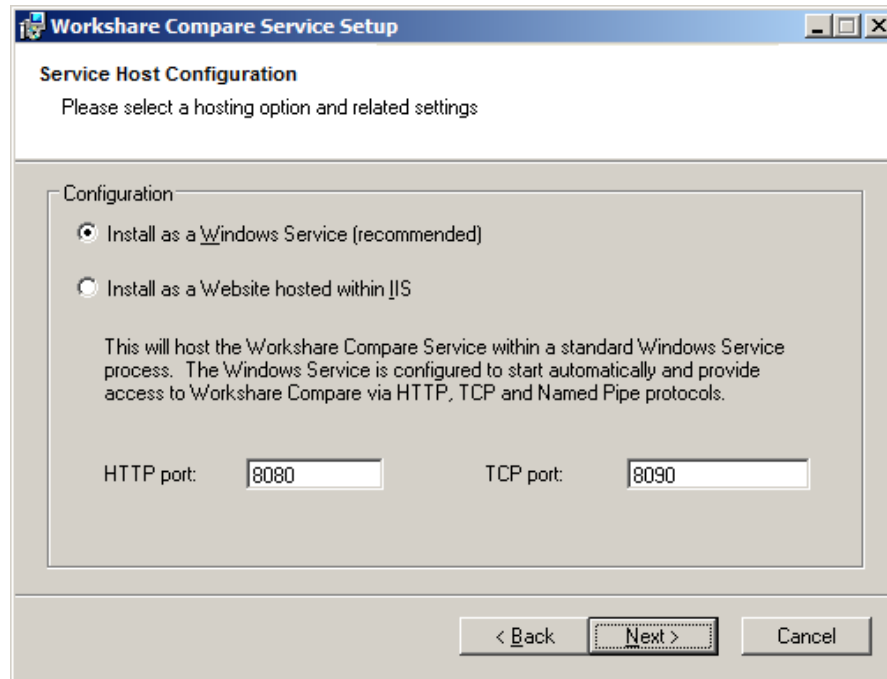 Workshare Compare Service Setup
Service Host Configuration
Please select a hosting option and related settings
Configuration
Install as a Windows Service (recommended)
Install as a Website hosted within IIS
This will host the Workshare Compare Service within a standard Windows Service
process. The Windows Service is configured to start automatically and provide
access to Workshare Compare via HTTP, TCP and Named Pipe protocols.
HTTP port: 8080 TCP port: 8090
< Back Next > Cancel